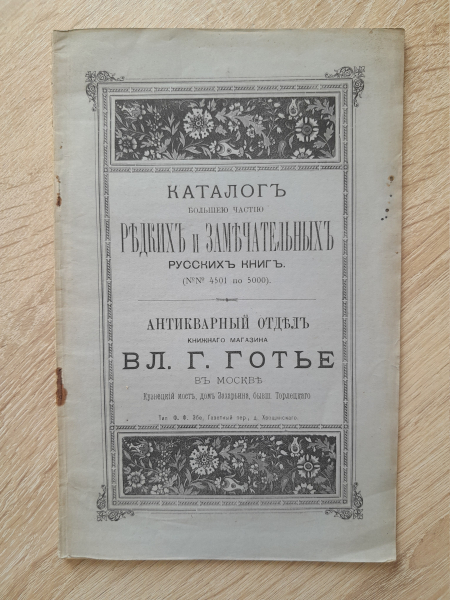 КАТАЛОГЪ
БОЛЬШЕЮ ЧАСТІЮ
РѢДКИХЪ и ЗАМѢЧАТЕЛЬНЫХЪ
РУССКИХЪ КНИГЪ.
(№№ 4501 по 5000).
АНТИКВАРНЫЙ ОТДѢЛЪ
КНИЖНАГО МАГАЗИНА
ВЛ. Г. ГОТЬЕ
ВЪ МОСКВѢ
Кузнецкій мостъ, домъ Захарьина, бывш. Торлецкаго
Тип. Ф. Ф. Эбе, Газетный пер., д. Хвощинскаго.